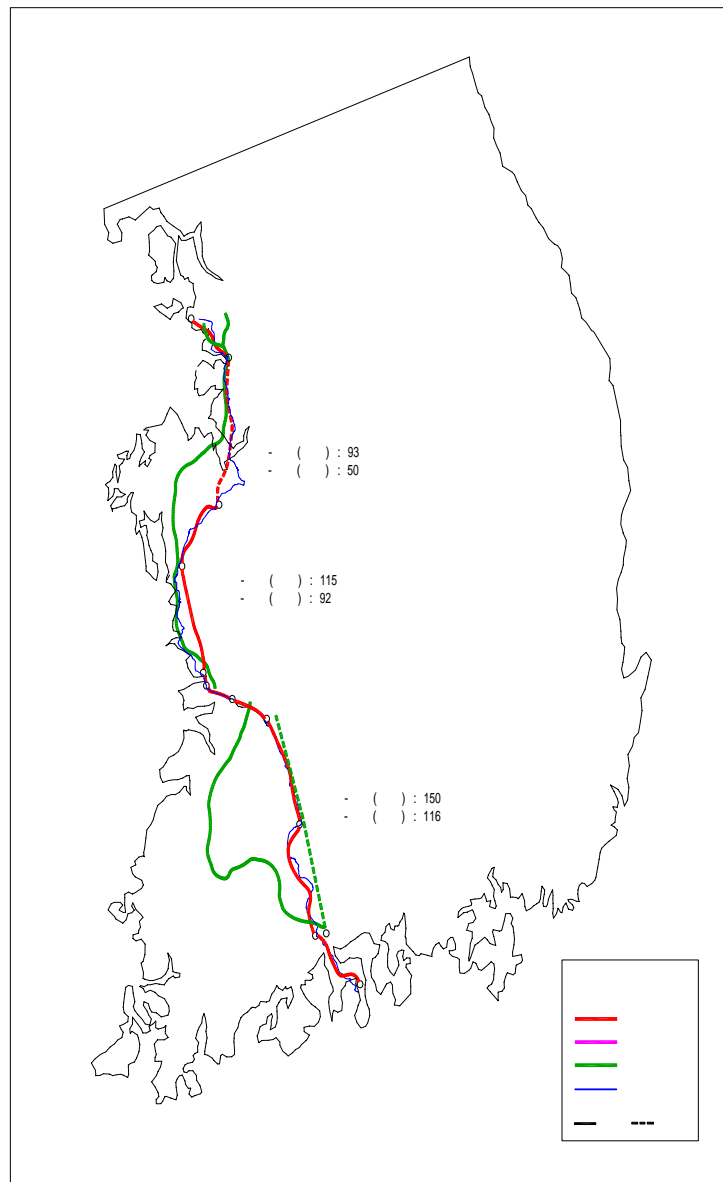 - ( ) : 93
- ( ) : 50
- ( ) : 115
- ( ) : 92
- ( ) : 150
- ( ) : 116